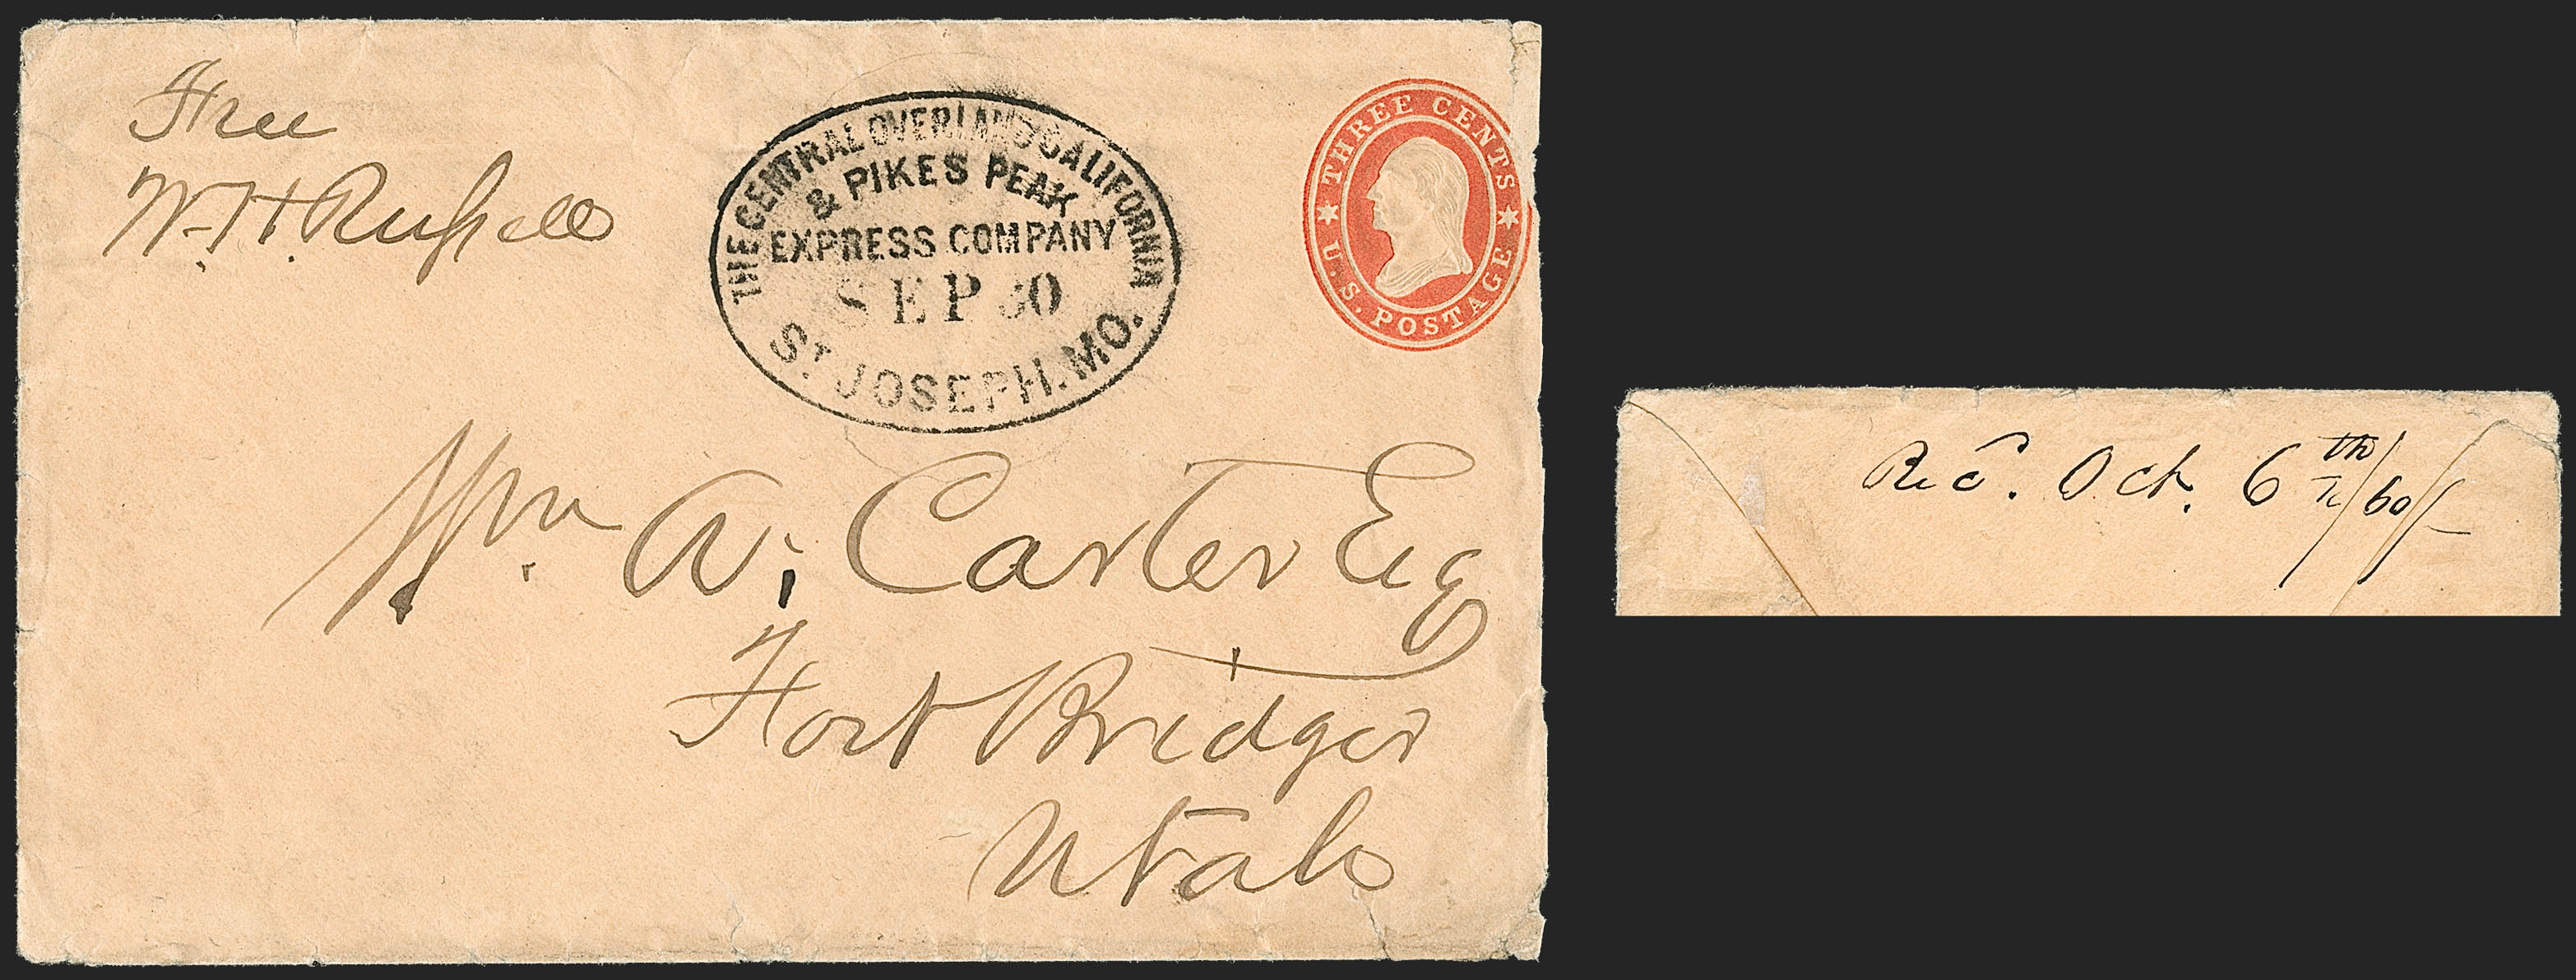 Free
W. H. Russell
THE CENTRAL OVERLAND CALIFORNIA
& PIKES PEAK
EXPRESS COMPANY
SEP 30
ST JOSEPH. MO.
THREE CENTS
U.S. POSTAGE
Wm. A. Carter Esq
Fort Bridger
Utah
Recd. Oct. 6th/60